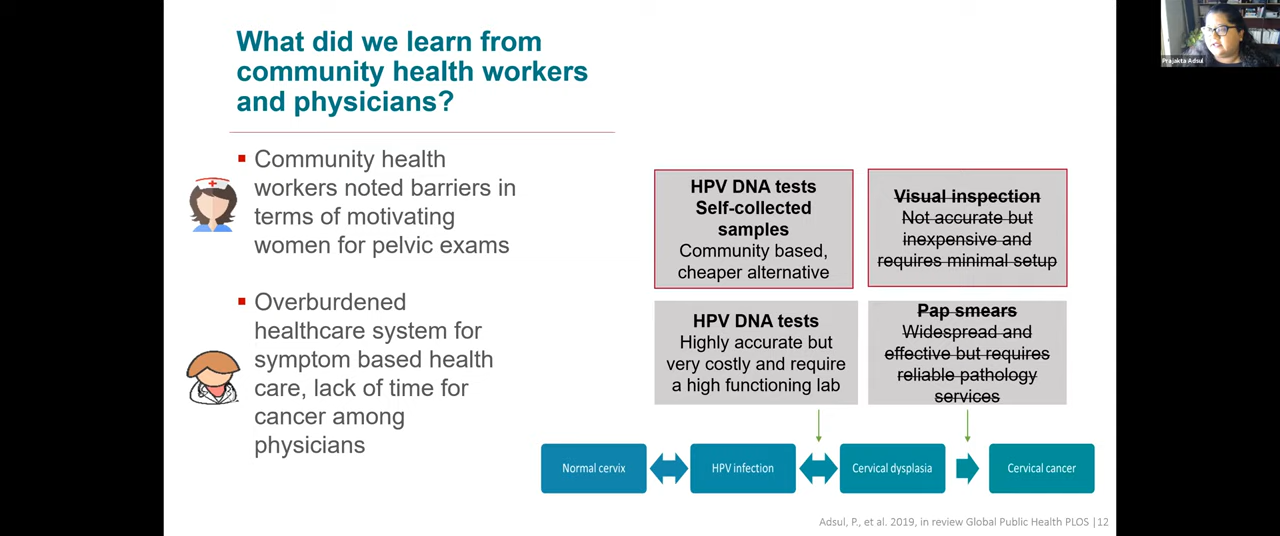 What did we learn from
community health workers
and physicians?
Community health
workers noted barriers in
terms of motivating
women for pelvic exams
Overburdened
healthcare system for
symptom based health
care, lack of time for
cancer among
physicians
HPV DNA tests
Self-collected
samples
Community based,
cheaper alternative
Visual inspection
Not accurate but
inexpensive and
requires minimal setup
HPV DNA tests
Highly accurate but
very costly and require
a high functioning lab
Pap smears
Widespread and
effective but requires
reliable pathology
services
Normal cervix
HPV infection
Cervical dysplasia
Cervical cancer
Adsul, P., et al. 2019, in review Global Public Health PLOS |12
Prajakta Adsul